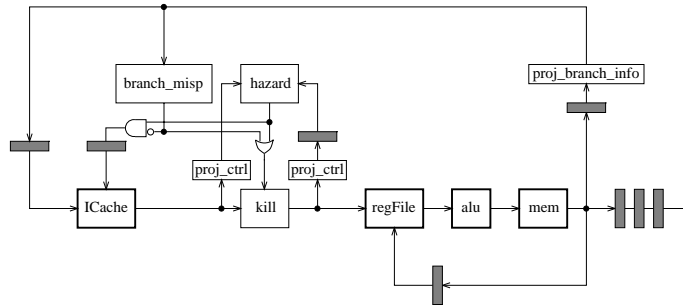 proj_branch_info
branch_misp
hazard
proj_ctrl
proj_ctrl
ICache
kill
regFile
alu
mem